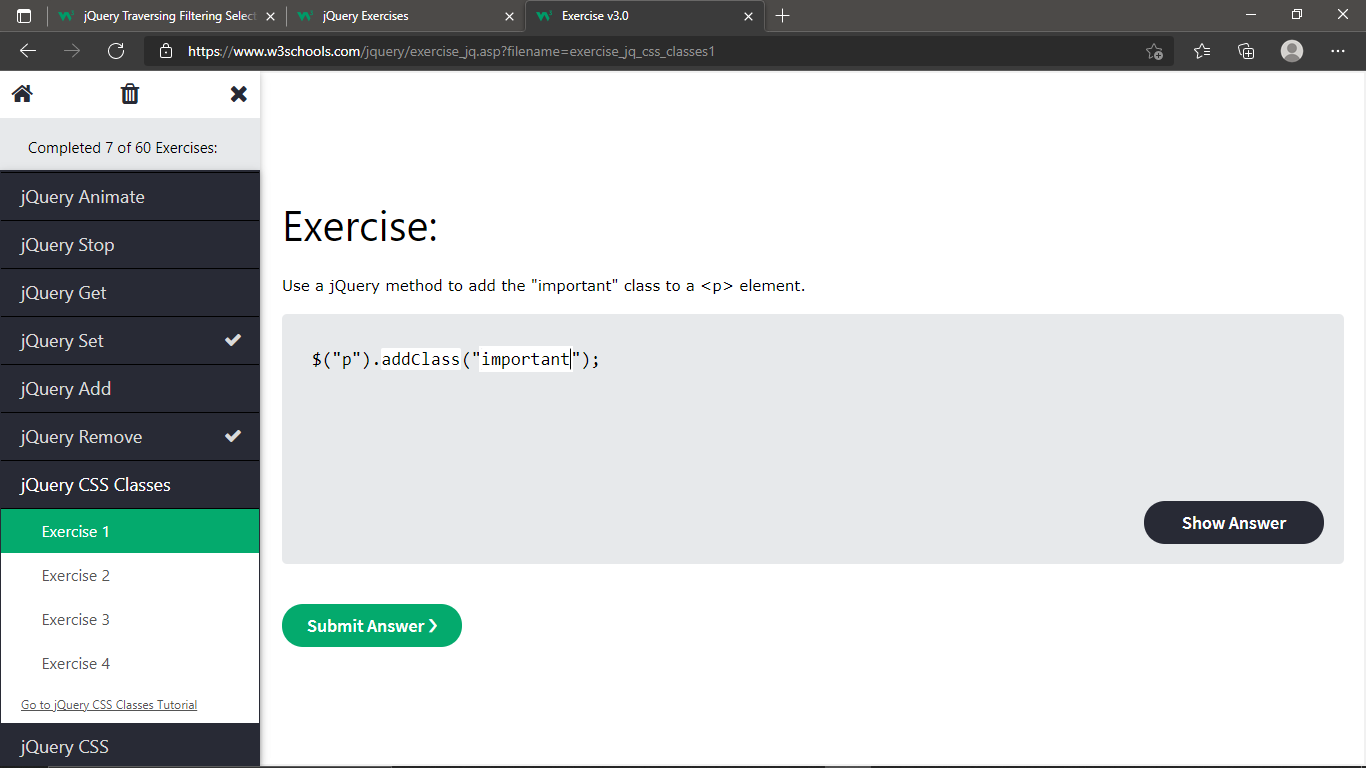 jQuery Traversing Filtering Select
jQuery Exercises
Exercise v3.0
https://www.w3schools.com/jquery/exercise_jq.asp?filename=exercise_jq_css_classes1
Completed 7 of 60 Exercises:
jQuery Animate
jQuery Stop
jQuery Get
jQuery Set
jQuery Add
jQuery Remove
jQuery CSS Classes
Exercise 1
Exercise 2
Exercise 3
Exercise 4
Go to jQuery CSS Classes Tutorial
jQuery CSS
Exercise:
Use a jQuery method to add the "important" class to a <p> element.
$("p").addClass("important");
Show Answer
Submit Answer ❯